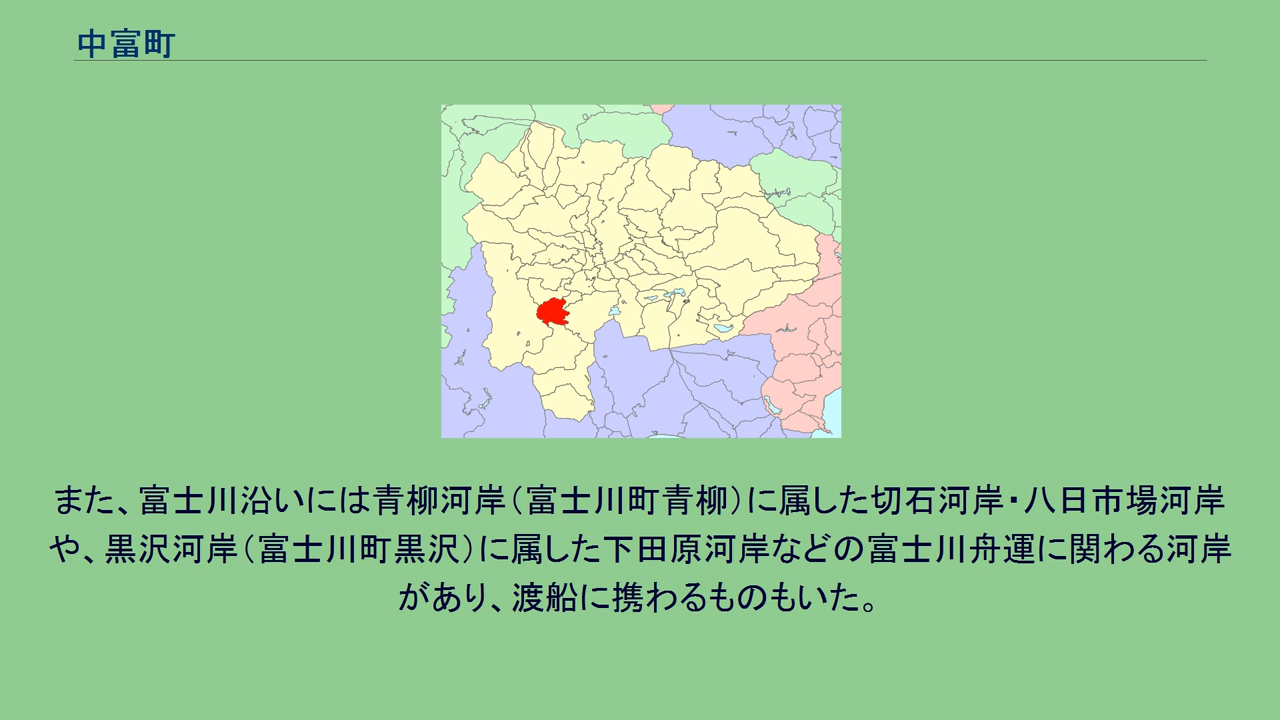 中富町
また、富士川沿いには青柳河岸（富士川町青柳）に属した切石河岸・八日市場河岸
や、黒沢河岸（富士川町黒沢）に属した下田原河岸などの富士川舟運に関わる河岸
があり、渡船に携わるものもいた。